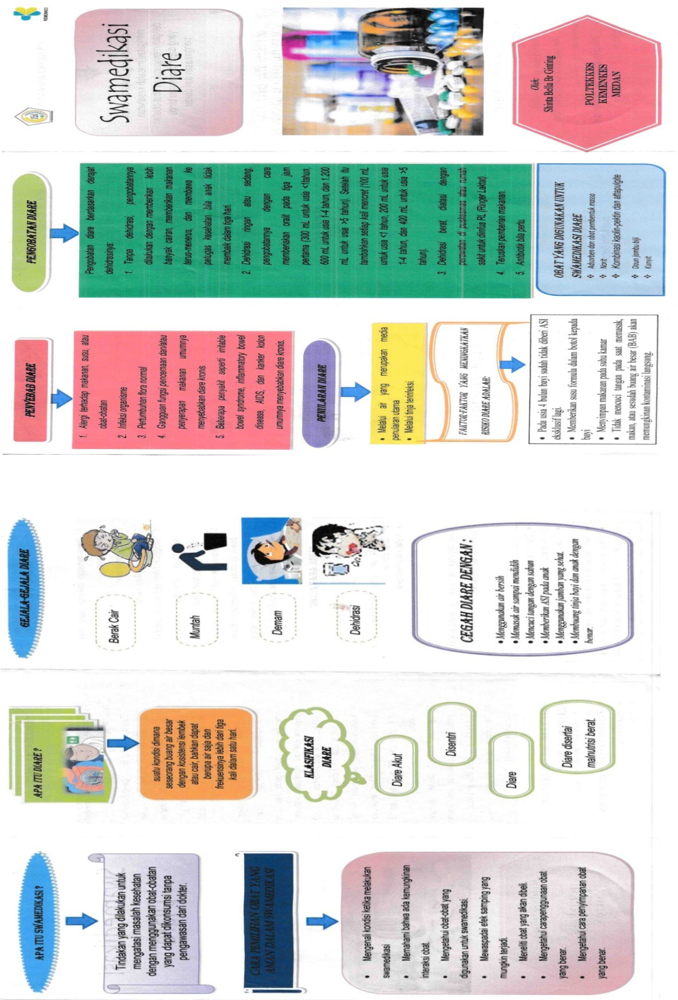 APA ITU SWAMEDIKASI ?
Tindakan yang dilakukan untuk
mengatasi masalah kesehatan
dengan menggunakan obat-obatan
yang dapat dikonsumsi tanpa
pengawasan dari dokter.
CARA PEMILIHAN OBAT YANG
AMAN DALAM SWAMEDIKASI
• Mengenali kondisi ketika melakukan
swamedikasi
• Memahami bahwa ada kemungkinan
interaksi obat.
• Mengetahui obat-obat yang
digunakan untuk swamedikasi.
• Mewaspadai efek samping yang
mungkin terjadi.
• Meneliti obat yang akan dibeli.
• Mengetahui carapenggunaan obat
yang benar.
• Mengetahui cara penyimpanan obat
yang benar.
APA ITU DIARE ?
suatu kondisi dimana
seseorang buang air besar
dengan kosistensi lembek
atau cair, bahkan dapat
berupa air saja dan
frekuensinya lebih dari tiga
kali dalam satu hari.
KLASIFIKASI
DIARE
Diare Akut
Disentri
Diare
Diare disertai
malnutrisi berat.
GEJALA-GEJALA DIARE
Berak Cair
Muntah
Demam
Dehidrasi
CEGAH DIARE DENGAN :
• Menggunakan air bersih
• Memasak air sampai mendidih
• Mencuci tangan dengan sabun
• Memberikan ASI pada anak
• Menggunakan jamban yang sehat.
• Membuang tinja bayi dan anak dengan
benar.
PENYEBAB DIARE
1. Alergi terhadap makanan, susu, atau
obat-obatan
2. Infeksi organisme
3. Pertumbuhan flora normal
4. Gangguan fungsi pencernaan dan/atau
penyerapan makanan umumnya
menyebabkan diare kronis.
5. Beberapa penyakit seperti irritable
bowel syndrome, inflammatory bowel
disease, AIDS, dan kanker kolon
umumnya menyebabkan diare kronis.
PENULARAN DIARE
• Melalui air yang merupakan media
penularan utama
• Melalui tinja terinfeksi.
FAKTOR-FAKTOR YANG MENINGKATKAN
RISIKO DIARE ADALAH:
• Pada usia 4 bulan bayi sudah tidak diberi ASI
eksklusif lagi.
• Memberikan susu formula dalam botol kepada
bayi
• Menyimpan makanan pada suhu kamar
• Tidak mencuci tangan pada saat memasak,
makan, atau sesudah buang air besar (BAB) akan
memungkinan kontaminasi langsung.
PENGOBATAN DIARE
Pengobatan diare berdasarkan derajat
dehidrasinya:
1. Tanpa dehidrasi, pengobatannya
dilakukan dengan memberikan lebih
banyak cairan, memberikan makanan
terus-menerus, dan membawa ke
petugas kesehatan bila anak tidak
membaik dalam tiga hari.
2. Dehidrasi ringan atau sedang,
pengobatannya dengan cara
memberiakan oralit pada tiga jam
pertama (300 mL untuk usia <1tahun,
600 mL untuk usia 1-4 tahun, dan 1.200
mL untuk usia >5 tahun). Setelah itu
tambahkan setiap kali mencret (100 mL
untuk usia <1 tahun, 200 mL untuk usia
1-4 tahun, dan 400 mL untuk usia >5
tahun).
3. Dehidrasi berat, diatasi dengan
perawatan di puskesmas atau rumah
sakit untuk diinfus RL (Ringer Laktat).
4. Teruskan pemberian makanan.
5. Antibiotik bila perlu.
OBAT YANG DIGUNAKAN UNTUK
SWAMEDIKASI DIARE
❖ Adsorben dan obat pembentuk massa
❖ Norit
❖ Kombinasi kaolin-pektin dan attapulgite
❖ Daun jambu biji
❖ Kunyit
KEMENKES
Swamedikasi
Diare
Oleh:
Shinta Bella Br Ginting
POLTEKKES
KEMENKES
MEDAN